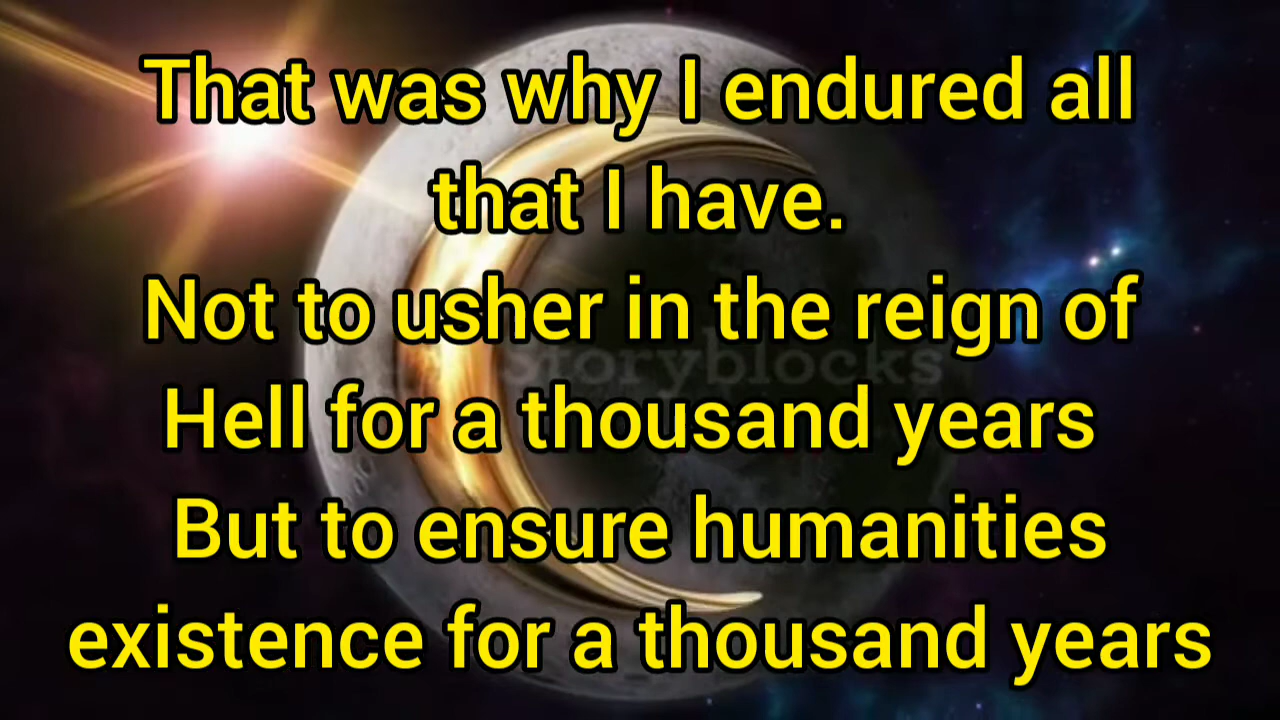 That was why I endured all
that I have.
Not to usher in the reign of
Storyblocks
Hell for a thousand years
But to ensure humanities
existence for a thousand years